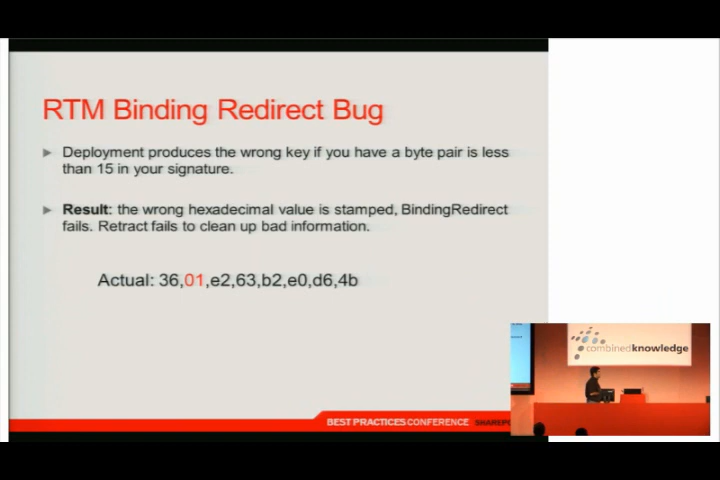 RTM Binding Redirect Bug
Deployment produces the wrong key if you have a byte pair is less
than 15 in your signature.
Result: the wrong hexadecimal value is stamped, BindingRedirect
fails. Retract fails to clean up bad information.
Actual: 36,01,e2,63,b2,e0,d6,4b
combinedknowledge
BEST PRACTICES CONFERENCE